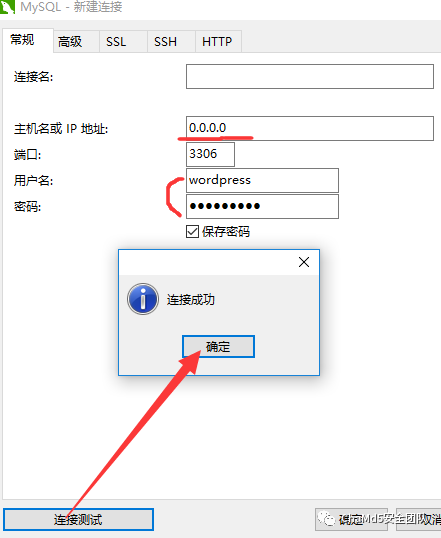 MySQL - 新建连接
常规 高级 SSL SSH HTTP
连接名:
主机名或 IP 地址: 0.0.0.0
端口: 3306
用户名: wordpress
密码: ●●●●●●●●●
保存密码
连接成功
确定
连接测试 确定 取消
Md5安全团队